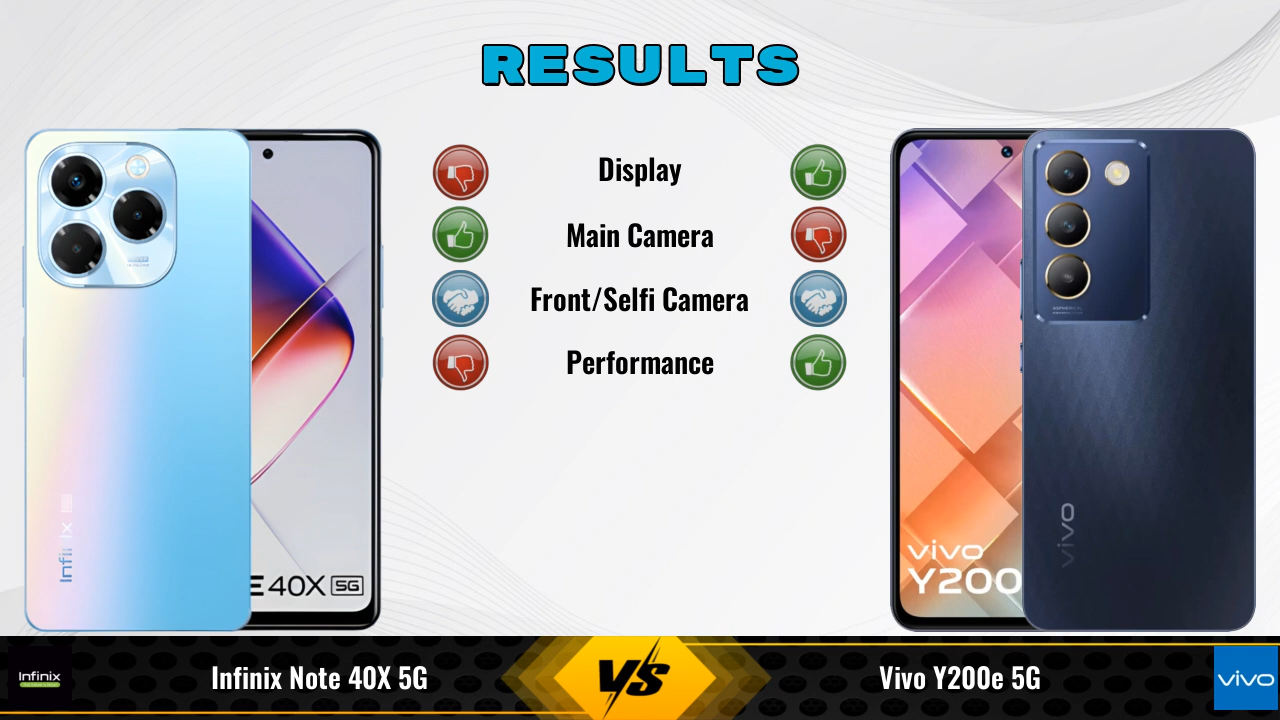 RESULTS
Display
Main Camera
Front/Selfi Camera
Performance
Infinix
E 40X 5G
vivo
Y200
vivo
Infinix
Infinix Note 40X 5G
VS
Vivo Y200e 5G
vivo